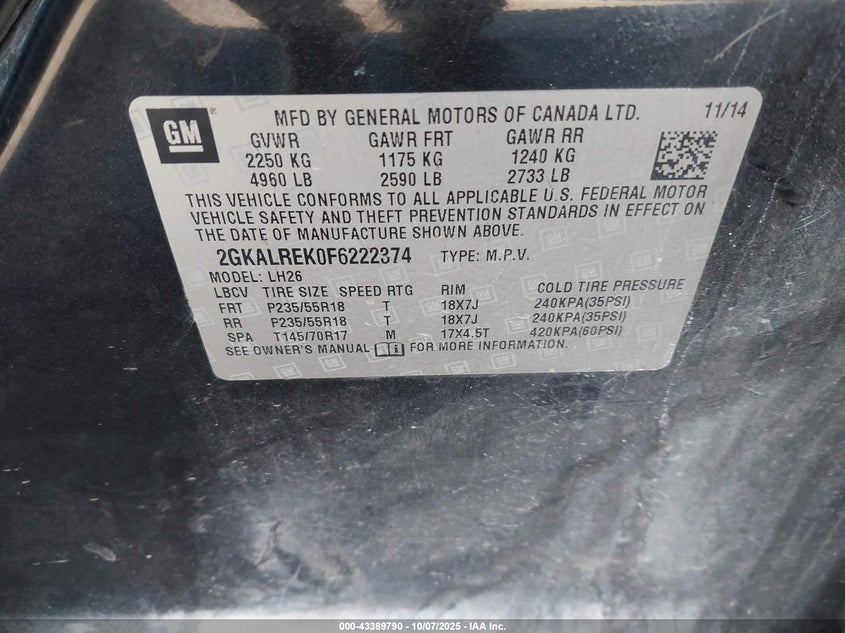 GM ®
MFD BY GENERAL MOTORS OF CANADA LTD. 11/14
GVWR GAWR FRT GAWR RR
2250 KG 1175 KG 1240 KG
4960 LB 2590 LB 2733 LB
THIS VEHICLE CONFORMS TO ALL APPLICABLE U.S. FEDERAL MOTOR
VEHICLE SAFETY AND THEFT PREVENTION STANDARDS IN EFFECT ON
THE DATE OF MANUFACTURE SHOWN ABOVE.
2GKALREK0F6222374 TYPE: M.P.V.
MODEL: LH26
LBCV TIRE SIZE SPEED RTG RIM COLD TIRE PRESSURE
FRT P235/55R18 T 18X7J 240KPA(35PSI)
RR P235/55R18 T 18X7J 240KPA(35PSI)
SPA T145/70R17 M 17X4.5T 420KPA(60PSI)
SEE OWNER'S MANUAL FOR MORE INFORMATION.
000-43389790 - 10/07/2025 - IAA Inc.